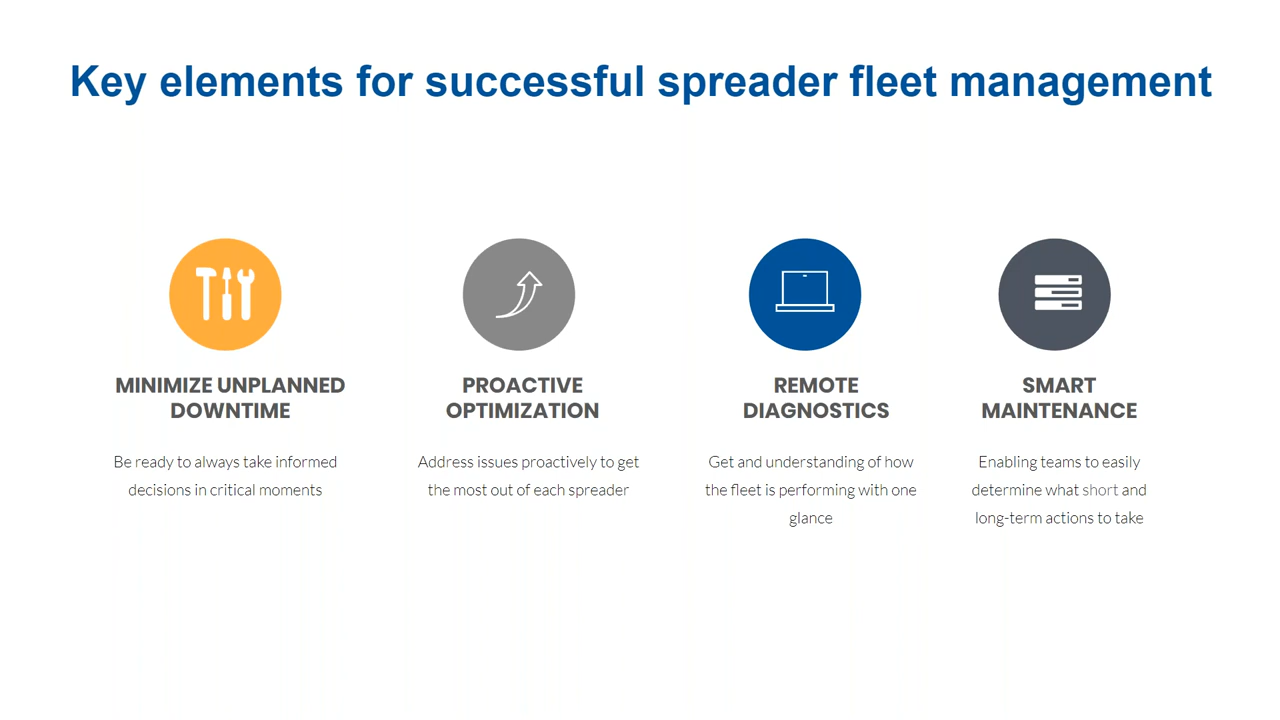 Key elements for successful spreader fleet management
MINIMIZE UNPLANNED
DOWNTIME
Be ready to always take informed
decisions in critical moments
PROACTIVE
OPTIMIZATION
Address issues proactively to get
the most out of each spreader
REMOTE
DIAGNOSTICS
Get and understanding of how
the fleet is performing with one
glance
SMART
MAINTENANCE
Enabling teams to easily
determine what short and
long-term actions to take